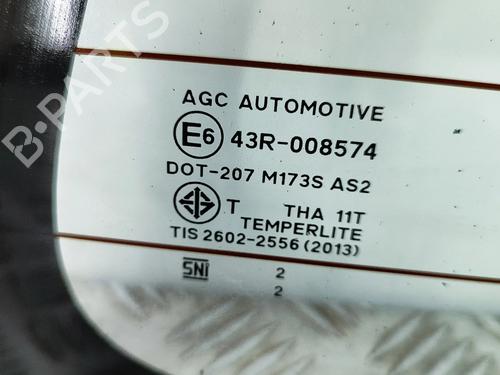 B-PARTS
AGC AUTOMOTIVE
E6 43R-008574
DOT-207 M173S AS2
T THA 11T
TEMPERLITE
TIS 2602-2556 (2013)
SNI 2
2